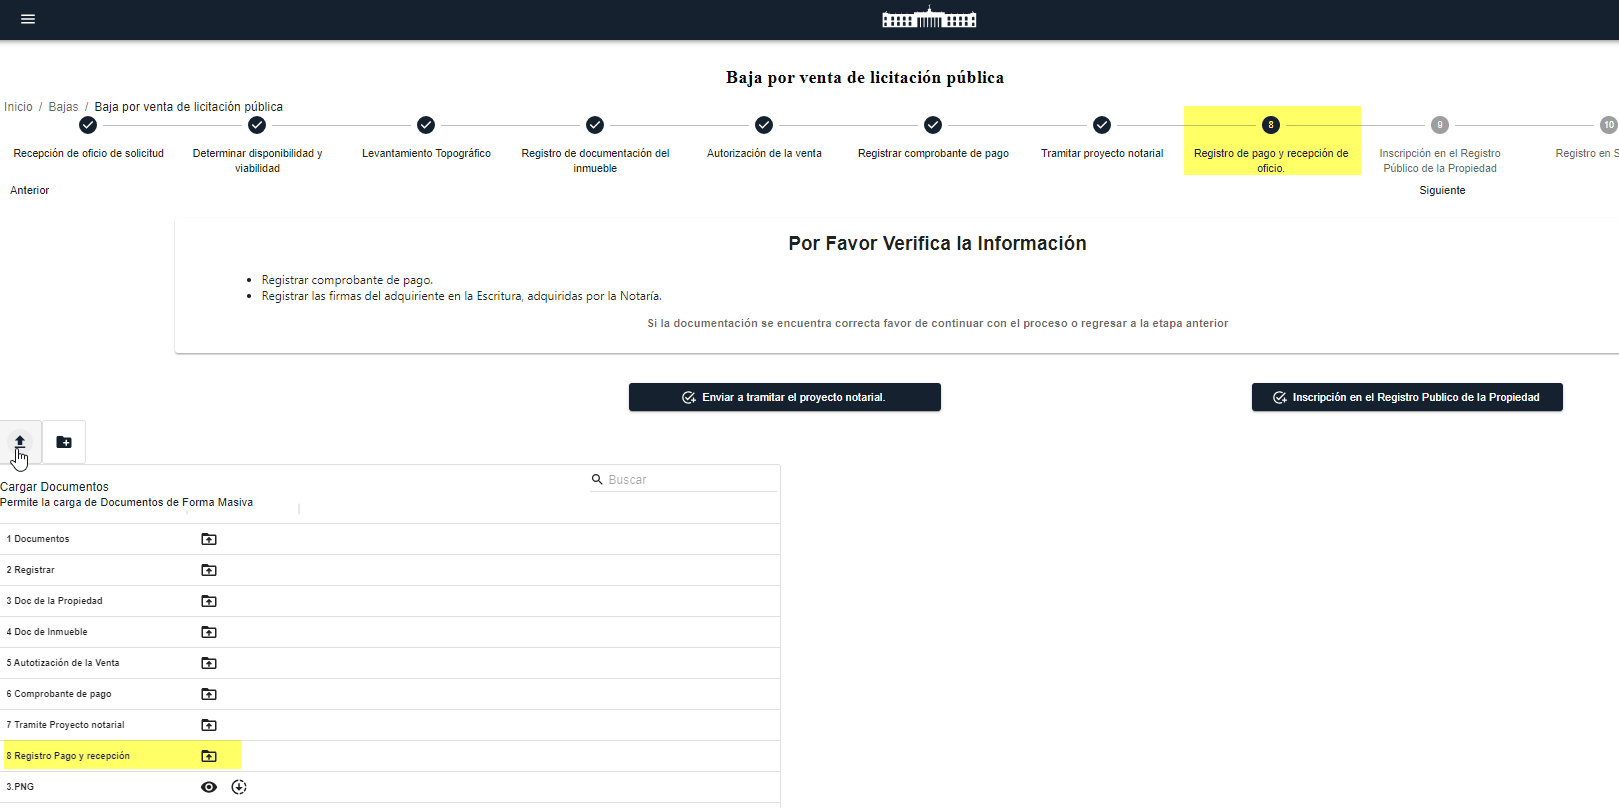 Baja por venta de licitación pública
Inicio / Bajas / Baja por venta de licitación pública
8
9
10
Recepción de oficio de solicitud
Determinar disponibilidad y
viabilidad
Levantamiento Topográfico
Registro de documentación del
inmueble
Autorización de la venta
Registrar comprobante de pago
Tramitar proyecto notarial
Registro de pago y recepción de
oficio.
Inscripción en el Registro
Público de la Propiedad
Registro en S
Anterior
Siguiente
Por Favor Verifica la Información
• Registrar comprobante de pago.
• Registrar las firmas del adquiriente en la Escritura, adquiridas por la Notaría.
Si la documentación se encuentra correcta favor de continuar con el proceso o regresar a la etapa anterior
Enviar a tramitar el proyecto notarial.
Inscripción en el Registro Publico de la Propiedad
Buscar
Cargar Documentos
Permite la carga de Documentos de Forma Masiva
1 Documentos
2 Registrar
3 Doc de la Propiedad
4 Doc de Inmueble
5 Autotización de la Venta
6 Comprobante de pago
7 Tramite Proyecto notarial
8 Registro Pago y recepción
3.PNG